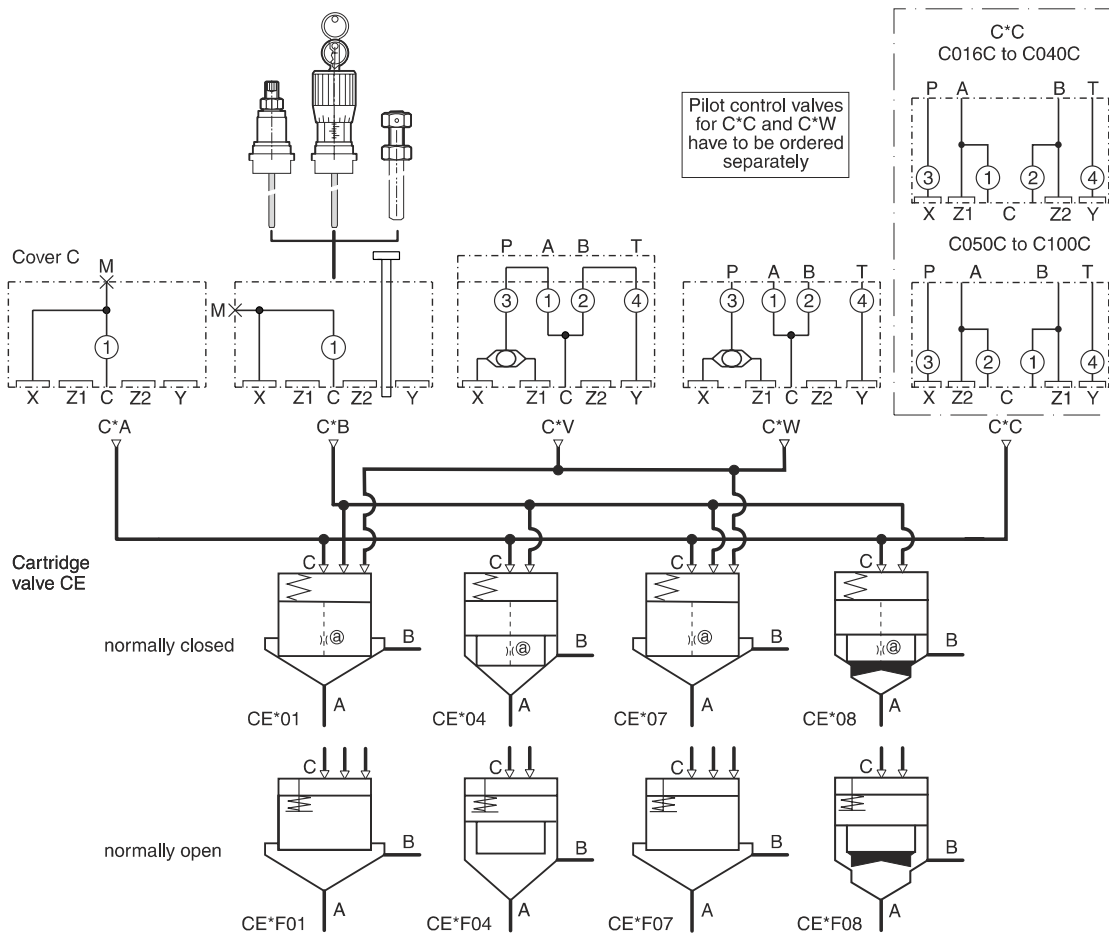 C*C
C016C to C040C
P A B T
3 1 2 4
X Z1 C Z2 Y
C050C to C100C
P A B T
3 2 1 4
X Z2 C Z1 Y
Pilot control valves
for C*C and C*W
have to be ordered
separately
Cover C
M
1
X Z1 C Z2 Y
M
1
X Z1 C Z2 Y
P A B T
3 1 2 4
X Z1 C Z2 Y
P A B T
3 1 2 4
X Z1 C Z2 Y
C*A C*B C*V C*W C*C
Cartridge
valve CE
C C C C
normally closed
a B a B a B a B
A A A A
CE*01 CE*04 CE*07 CE*08
C C C C
normally open
B B B B
A A A A
CE*F01 CE*F04 CE*F07 CE*F08